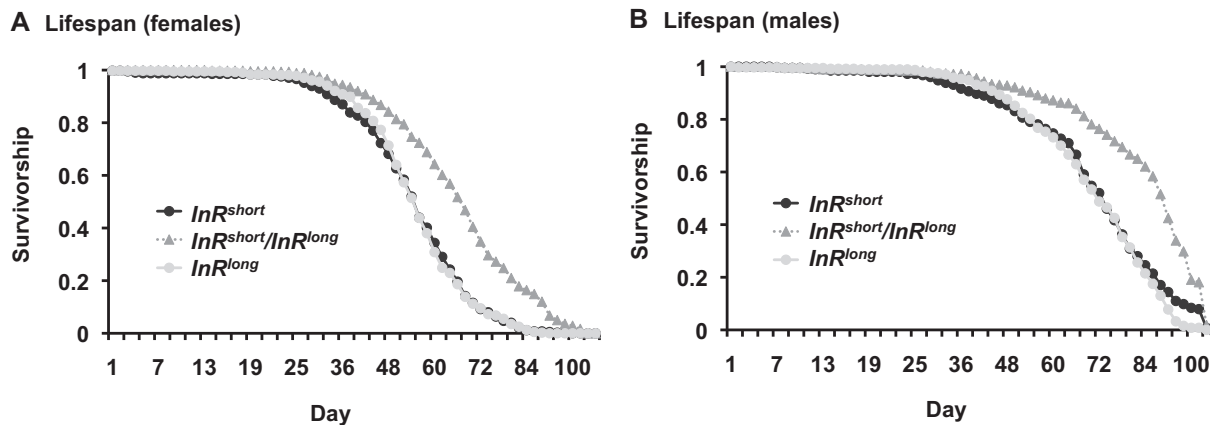 A Lifespan (females)
Survivorship
1
0.8
0.6
0.4
0.2
0
InR^short
InR^short/InR^long
InR^long
1 7 13 19 25 36 48 60 72 84 100
Day
B Lifespan (males)
Survivorship
1
0.8
0.6
0.4
0.2
0
InR^short
InR^short/InR^long
InR^long
1 7 13 19 25 36 48 60 72 84 100
Day